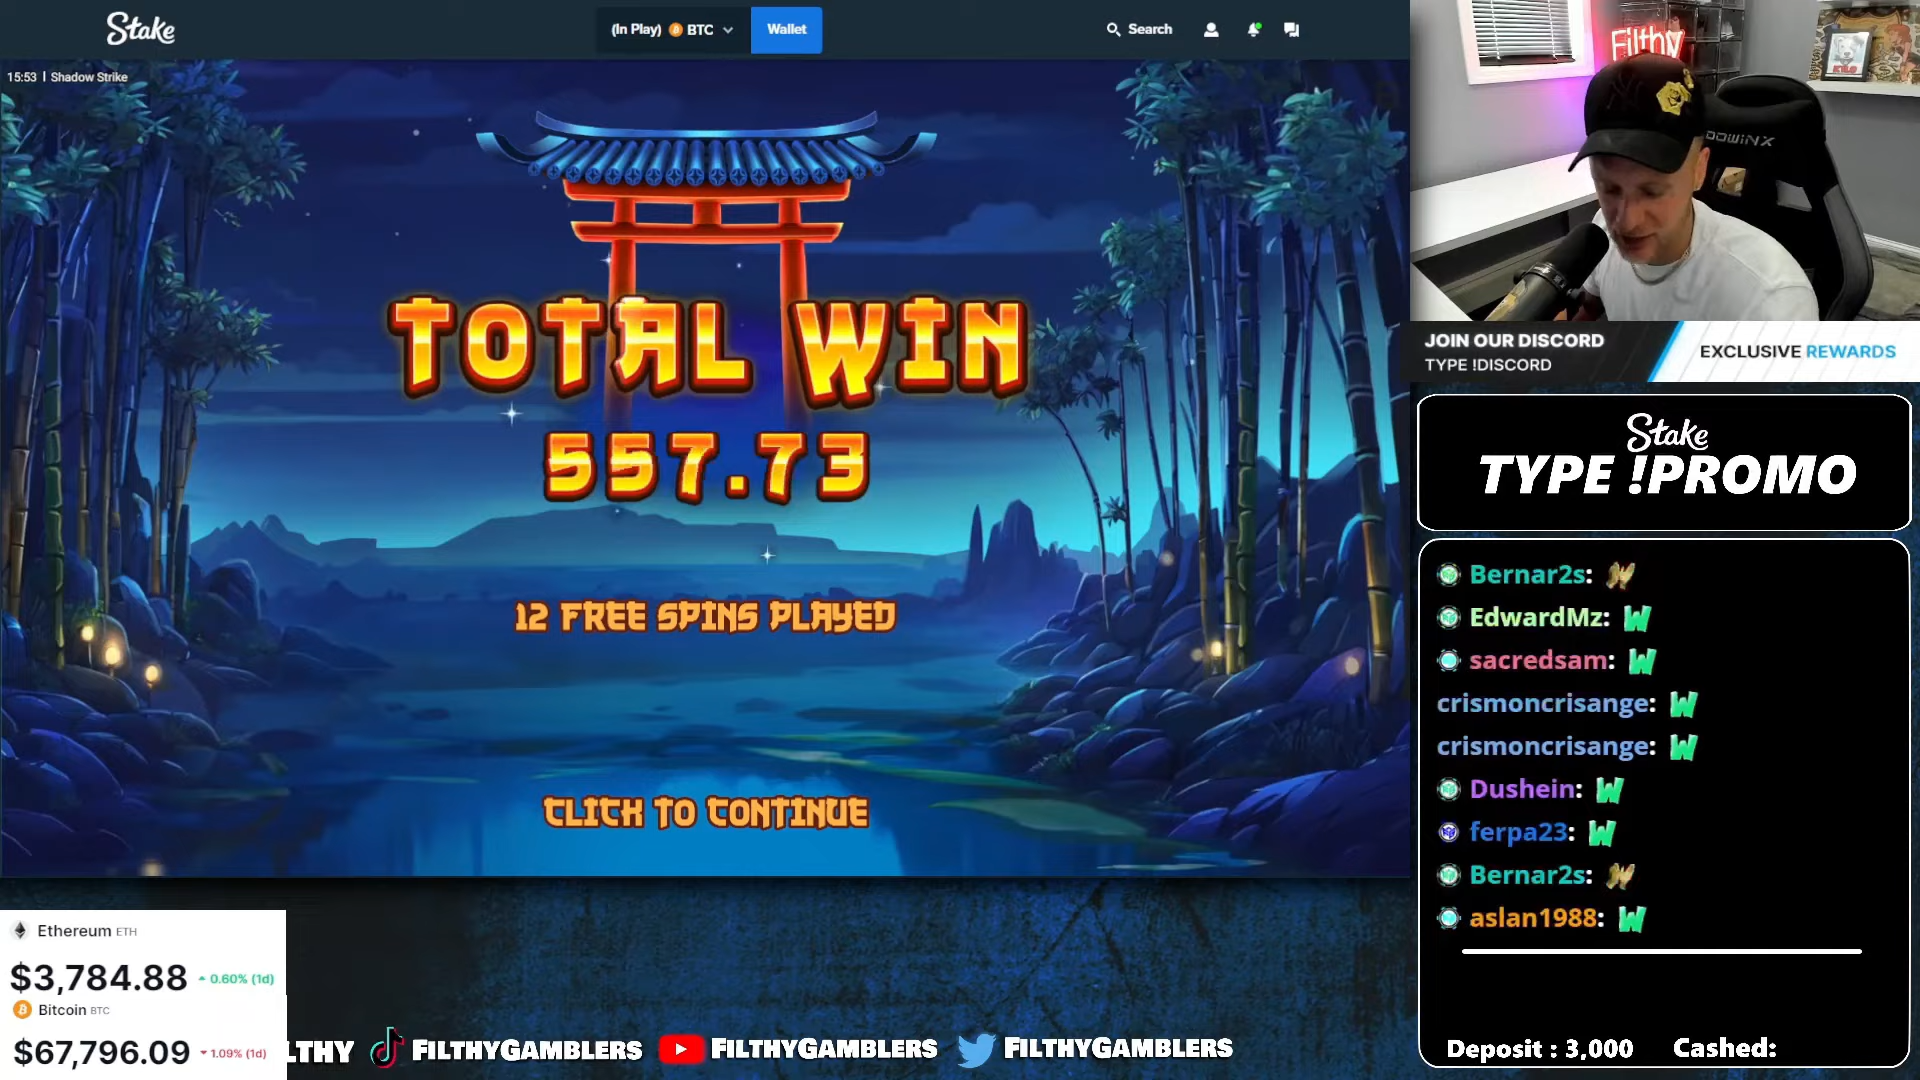 Stake
(In Play) BTC
Wallet
Search
15:53 | Shadow Strike
TOTAL WIN
557.73
12 FREE SPINS PLAYED
CLICK TO CONTINUE
Filthy
DOWINX
JOIN OUR DISCORD
TYPE !DISCORD
EXCLUSIVE REWARDS
Stake
TYPE !PROMO
Bernar2s:
EdwardMz: W
sacredsam: W
crismoncrisange: W
crismoncrisange: W
Dushein: W
ferpa23: W
Bernar2s:
aslan1988: W
Deposit : 3,000 Cashed:
Ethereum ETH
$3,784.88 0.60% (1d)
Bitcoin BTC
$67,796.09 1.09% (1d)
LTHY FILTHYGAMBLERS FILTHYGAMBLERS FILTHYGAMBLERS